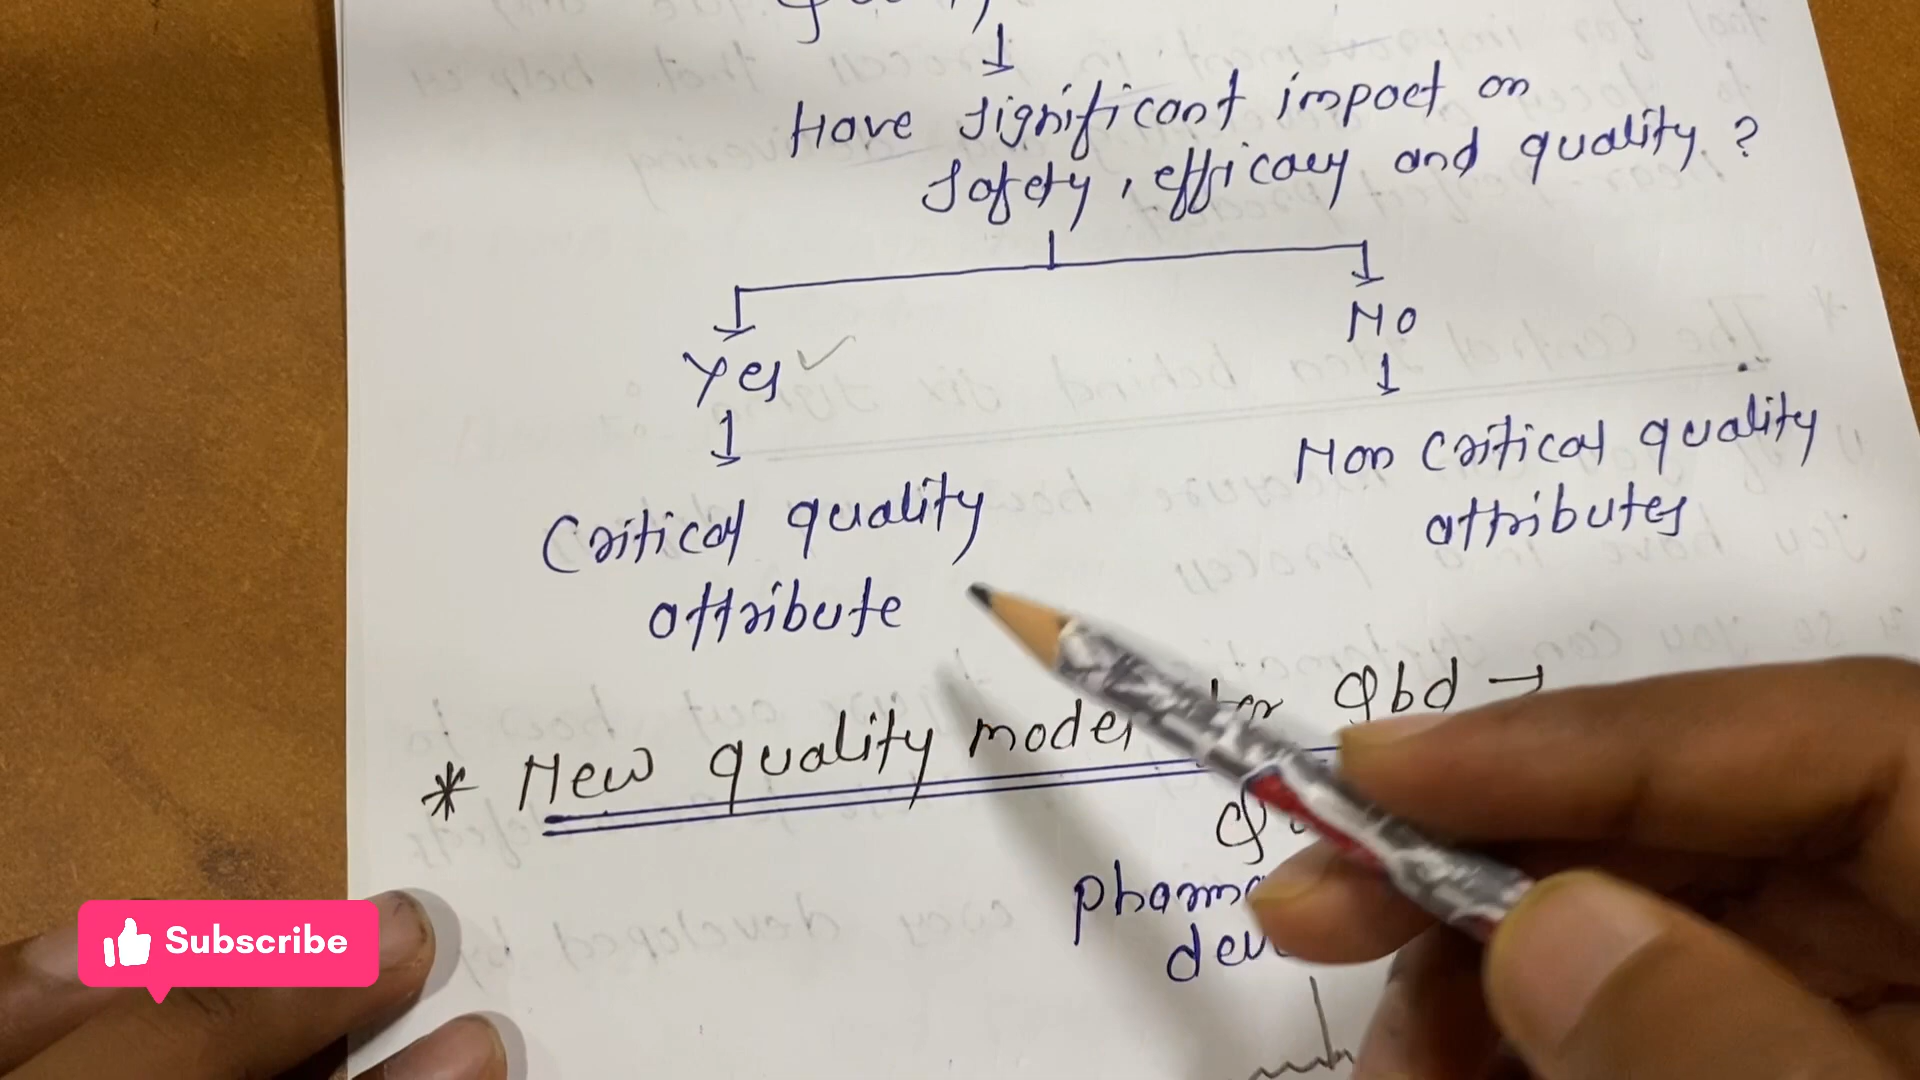 Have significant impact on
safety, efficacy and quality ?
Yes
No
Critical quality
attribute
Non Critical quality
attributes
* New quality model for Qbd →
Subscribe